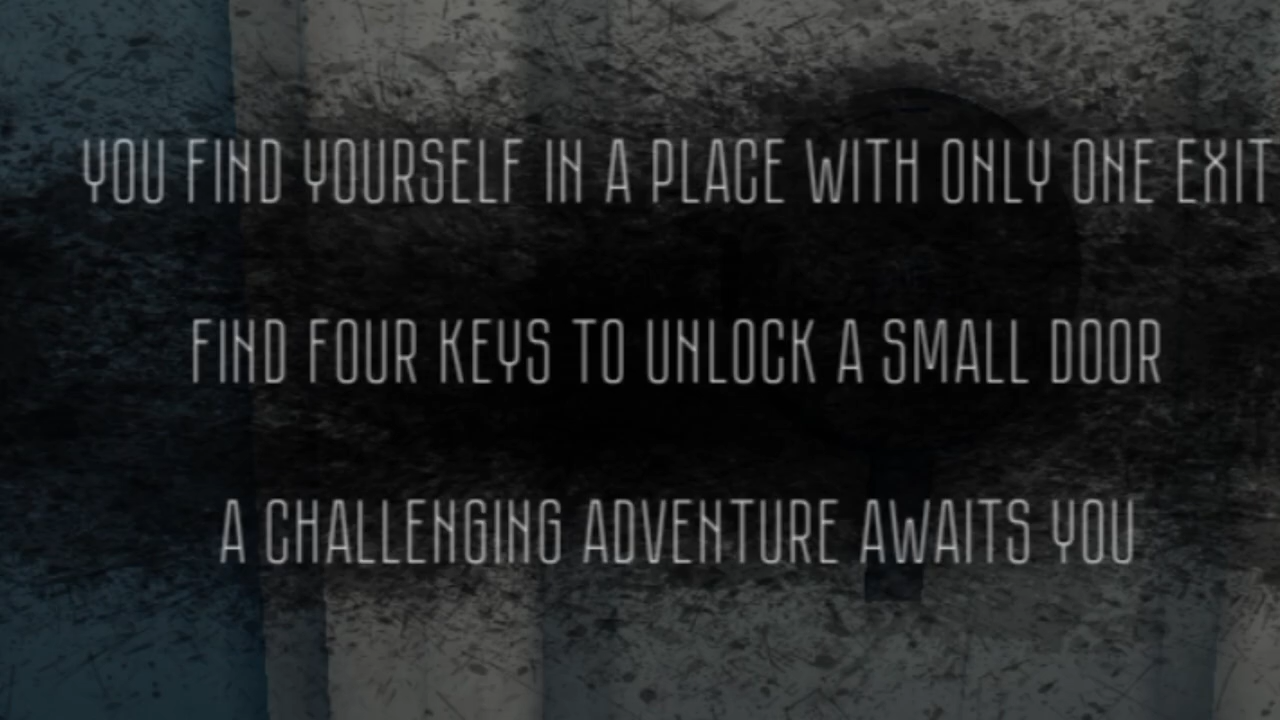 YOU FIND YOURSELF IN A PLACE WITH ONLY ONE EXIT
FIND FOUR KEYS TO UNLOCK A SMALL DOOR
A CHALLENGING ADVENTURE AWAITS YOU